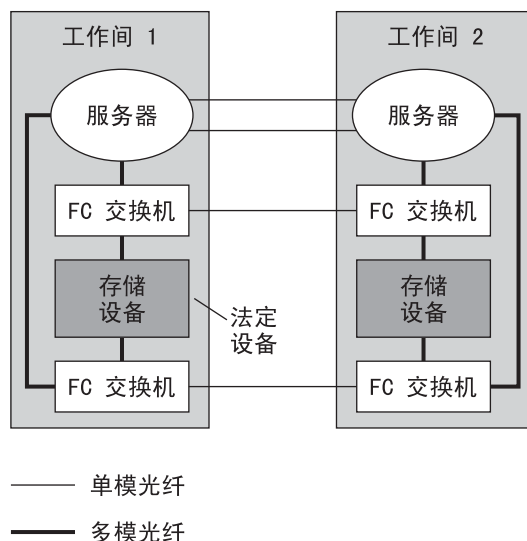 工作间 1
工作间 2
服务器
服务器
FC 交换机
FC 交换机
存储
设备
法定
设备
存储
设备
FC 交换机
FC 交换机
单模光纤
多模光纤